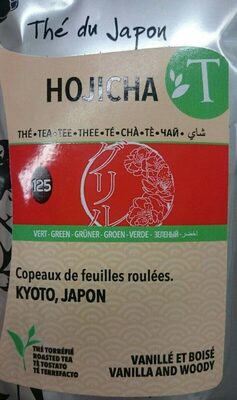 Thé du Japon
HOJICHA
T
THÉ • TEA • TEE • THEE • TÉ • CHÀ • TÈ • ЧАЙ • شاي
125
VERT - GREEN - GRÜNER - GROEN - VERDE - ЗЕЛЕНЫЙ - أخضر
Copeaux de feuilles roulées.
KYOTO, JAPON
THÉ TORRÉFIÉ
ROASTED TEA
TÈ TOSTATO
TÉ TERREFACTO
VANILLÉ ET BOISÉ
VANILLA AND WOODY